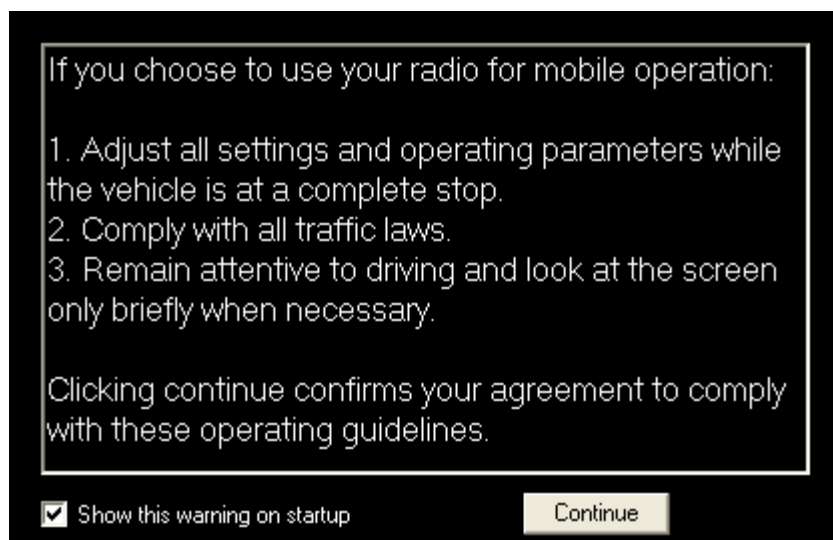 If you choose to use your radio for mobile operation:
1. Adjust all settings and operating parameters while
the vehicle is at a complete stop.
2. Comply with all traffic laws.
3. Remain attentive to driving and look at the screen
only briefly when necessary.
Clicking continue confirms your agreement to comply
with these operating guidelines.
Show this warning on startup
Continue